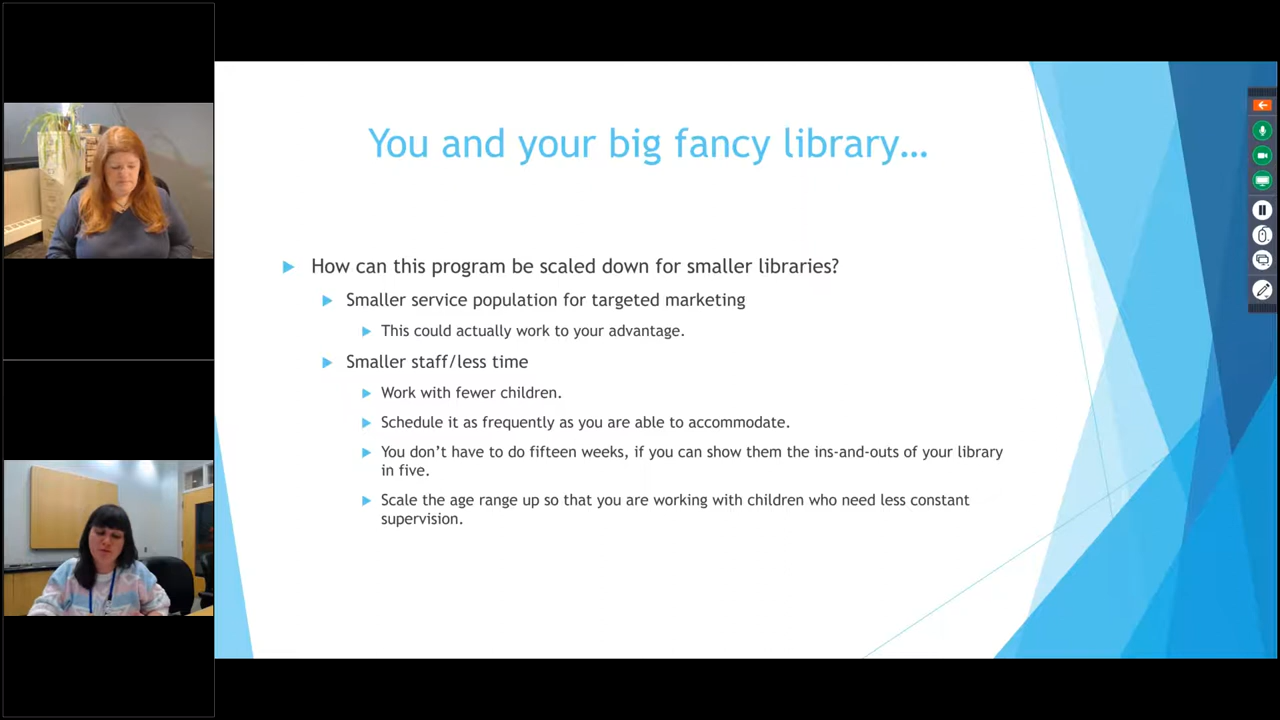 You and your big fancy library...
How can this program be scaled down for smaller libraries?
Smaller service population for targeted marketing
This could actually work to your advantage.
Smaller staff/less time
Work with fewer children.
Schedule it as frequently as you are able to accommodate.
You don’t have to do fifteen weeks, if you can show them the ins-and-outs of your library
in five.
Scale the age range up so that you are working with children who need less constant
supervision.